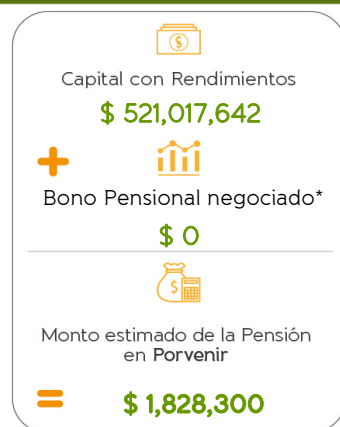 $
Capital con Rendimientos
$ 521,017,642
+
Bono Pensional negociado*
$ 0
$
Monto estimado de la Pensión
en Porvenir
= $ 1,828,300